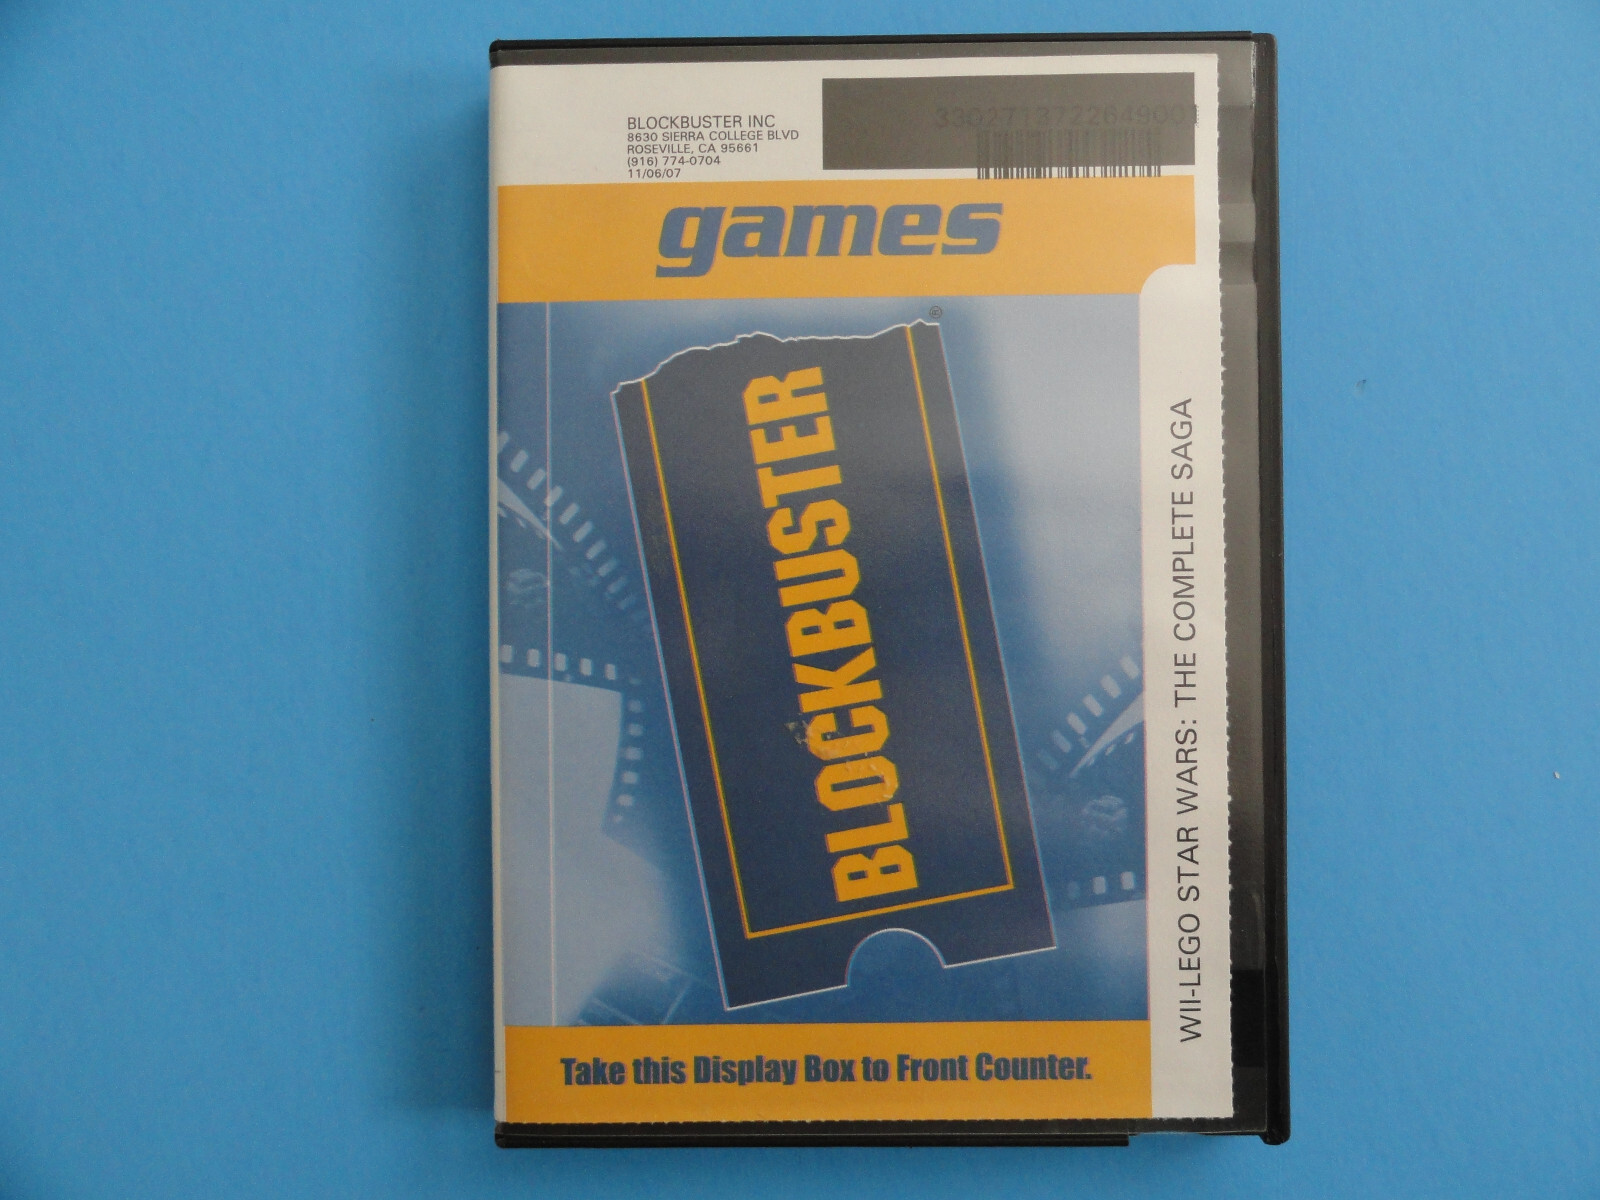 BLOCKBUSTER INC
8630 SIERRA COLLEGE BLVD
ROSEVILLE, CA 95661
(916) 774-0704
11/06/07
3302713722649001
games
®
BLOCKBUSTER
WII-LEGO STAR WARS: THE COMPLETE SAGA
Take this Display Box to Front Counter.